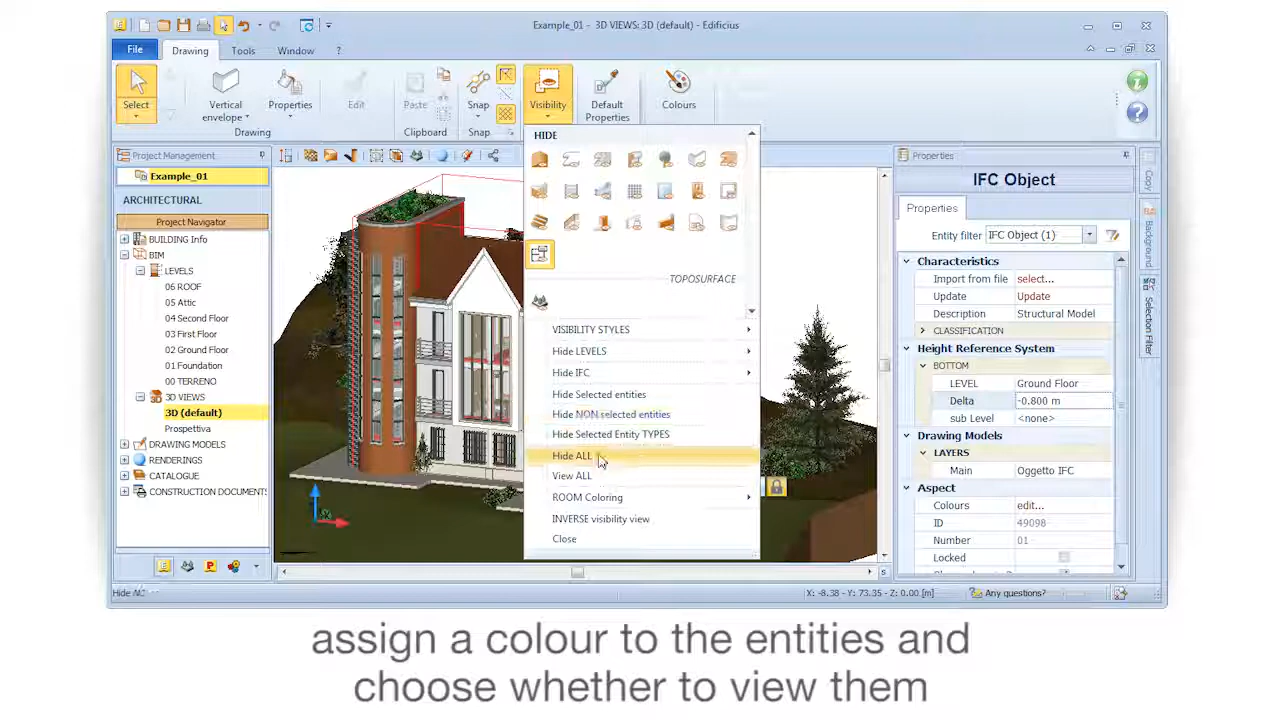 Example_01 - 3D VIEWS: 3D (default) - Edificius
File
Drawing
Tools
Window
?
Select
Vertical envelope
Properties
Edit
Paste
Snap
Visibility
Default Properties
Colours
Drawing
Clipboard
Snap
Project Management
Example_01
ARCHITECTURAL
Project Navigator
BUILDING Info
BIM
LEVELS
06 ROOF
05 Attic
04 Second Floor
03 First Floor
02 Ground Floor
01 Foundation
00 TERRENO
3D VIEWS
3D (default)
Prospettiva
DRAWING MODELS
RENDERINGS
CATALOGUE
CONSTRUCTION DOCUMENTS
HIDE
TOPOSURFACE
VISIBILITY STYLES
Hide LEVELS
Hide IFC
Hide Selected entities
Hide NON selected entities
Hide Selected Entity TYPES
Hide ALL
View ALL
ROOM Coloring
INVERSE visibility view
Close
Properties
IFC Object
Properties
Entity filter IFC Object (1)
Characteristics
Import from file select...
Update Update
Description Structural Model
CLASSIFICATION
Height Reference System
BOTTOM
LEVEL Ground Floor
Delta -0.800 m
sub Level <none>
Drawing Models
LAYERS
Main Oggetto IFC
Aspect
Colours edit...
ID 49098
Number 01
Locked
Copy
Background
Selection Filter
X: -8.38 - Y: 73.35 - Z: 0.00 [m]
Any questions?
assign a colour to the entities and
choose whether to view them